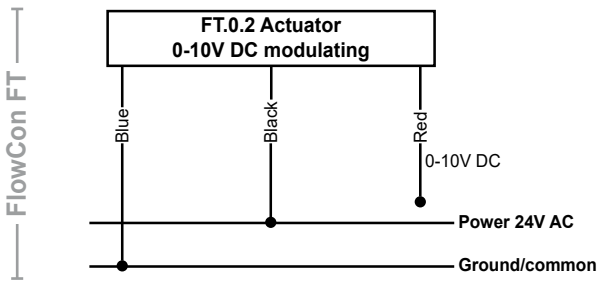 FlowCon FT
FT.0.2 Actuator
0-10V DC modulating
Blue
Black
Red
0-10V DC
Power 24V AC
Ground/common